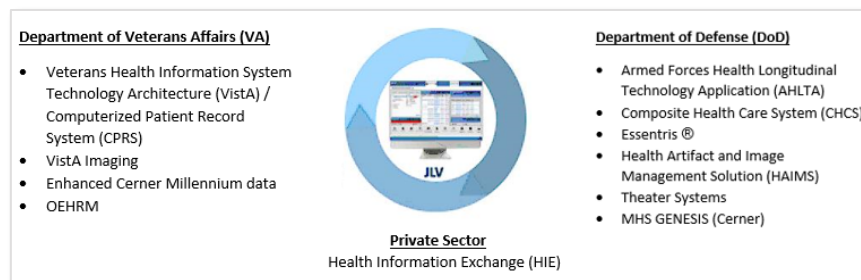 Department of Veterans Affairs (VA)
• Veterans Health Information System
Technology Architecture (VistA) /
Computerized Patient Record
System (CPRS)
• VistA Imaging
• Enhanced Cerner Millennium data
• OEHRM
JLV
Private Sector
Health Information Exchange (HIE)
Department of Defense (DoD)
• Armed Forces Health Longitudinal
Technology Application (AHLTA)
• Composite Health Care System (CHCS)
• Essentris ®
• Health Artifact and Image
Management Solution (HAIMS)
• Theater Systems
• MHS GENESIS (Cerner)